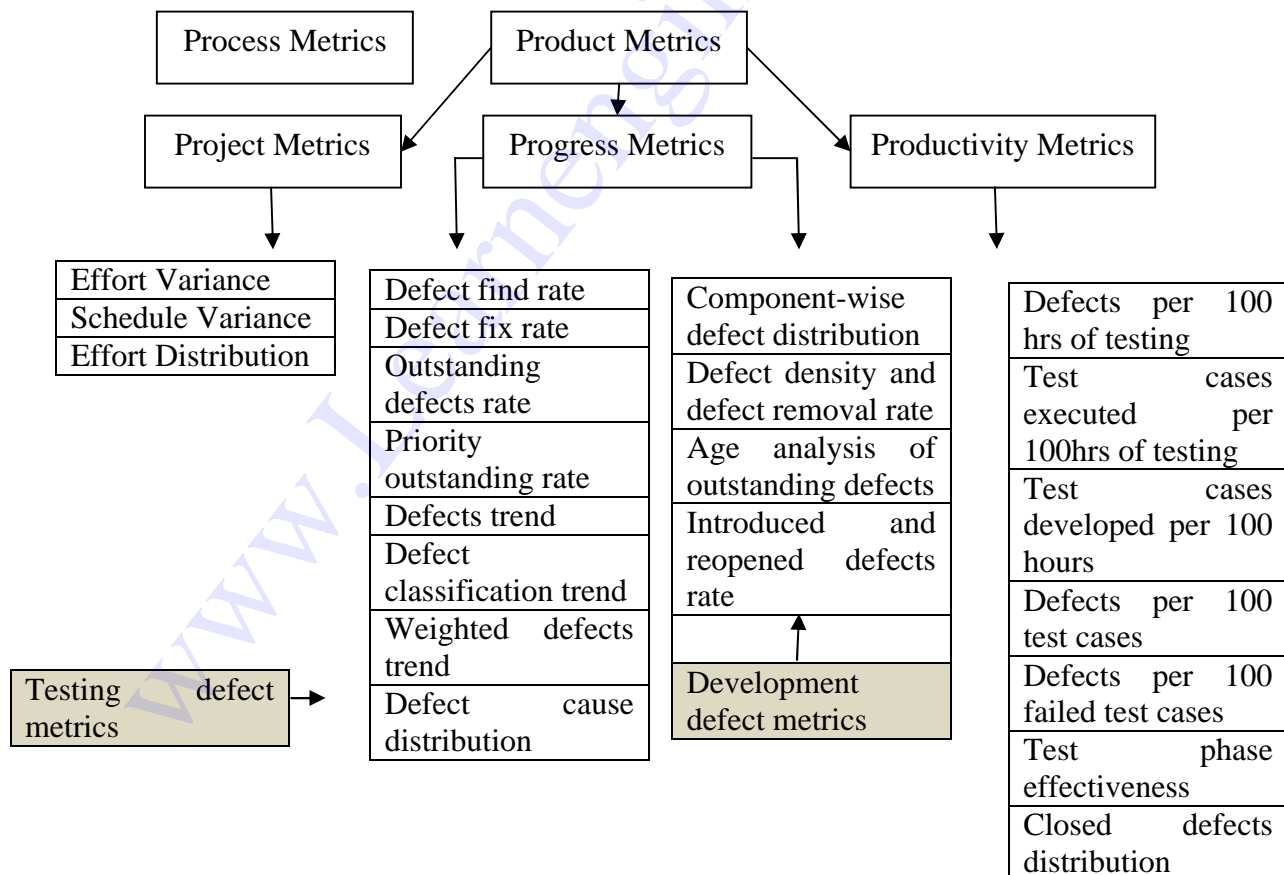 Process Metrics
Product Metrics
Project Metrics
Progress Metrics
Productivity Metrics
Effort Variance
Schedule Variance
Effort Distribution
Defect find rate
Defect fix rate
Outstanding
defects rate
Priority
outstanding rate
Defects trend
Defect
classification trend
Weighted defects
trend
Defect cause
distribution
Testing defect
metrics
Component-wise
defect distribution
Defect density and
defect removal rate
Age analysis of
outstanding defects
Introduced and
reopened defects
rate
Development
defect metrics
Defects per 100
hrs of testing
Test cases
executed per
100hrs of testing
Test cases
developed per 100
hours
Defects per 100
test cases
Defects per 100
failed test cases
Test phase
effectiveness
Closed defects
distribution
www.Learnengin